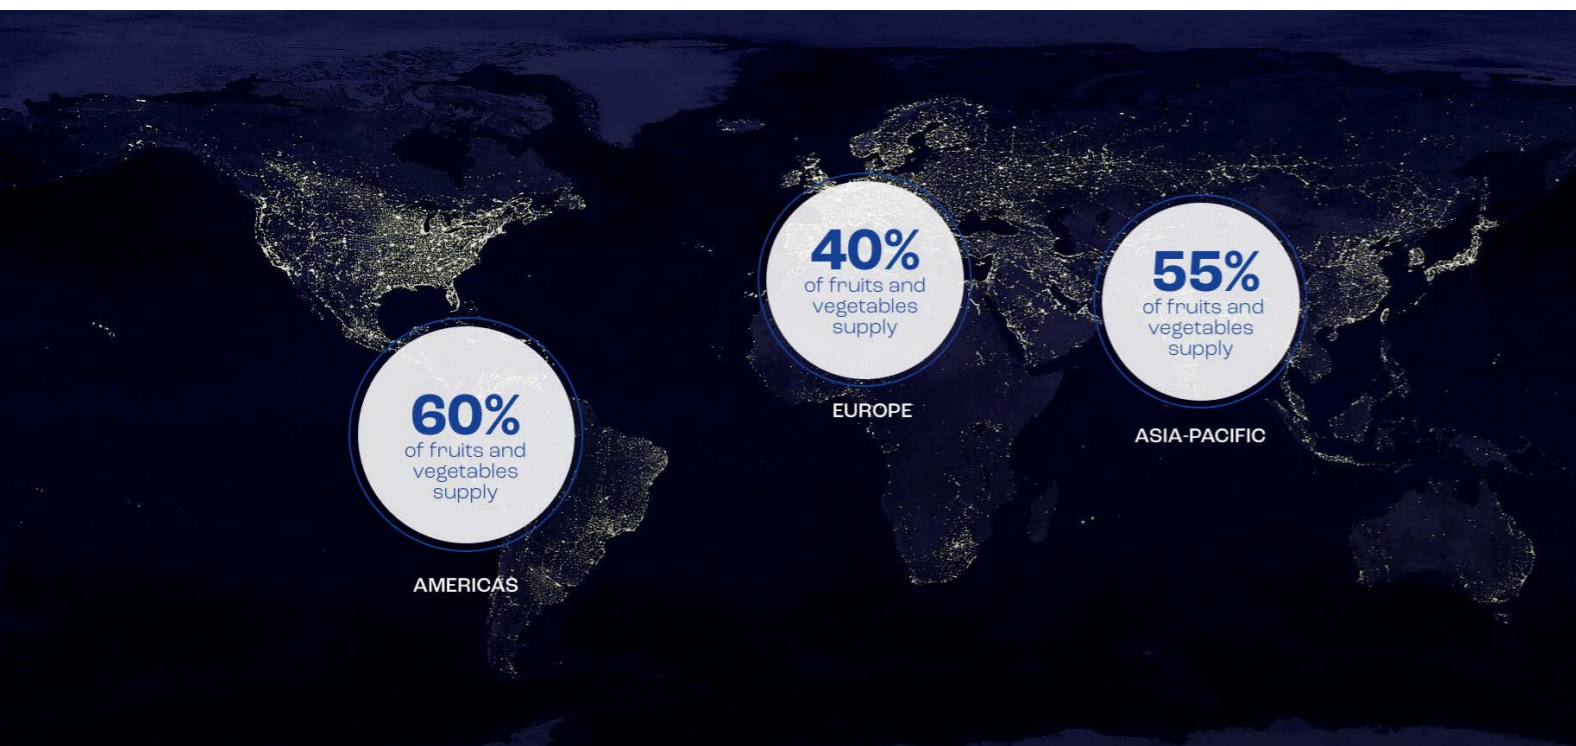 40%
of fruits and
vegetables
supply
EUROPE
55%
of fruits and
vegetables
supply
ASIA-PACIFIC
60%
of fruits and
vegetables
supply
AMERICAS